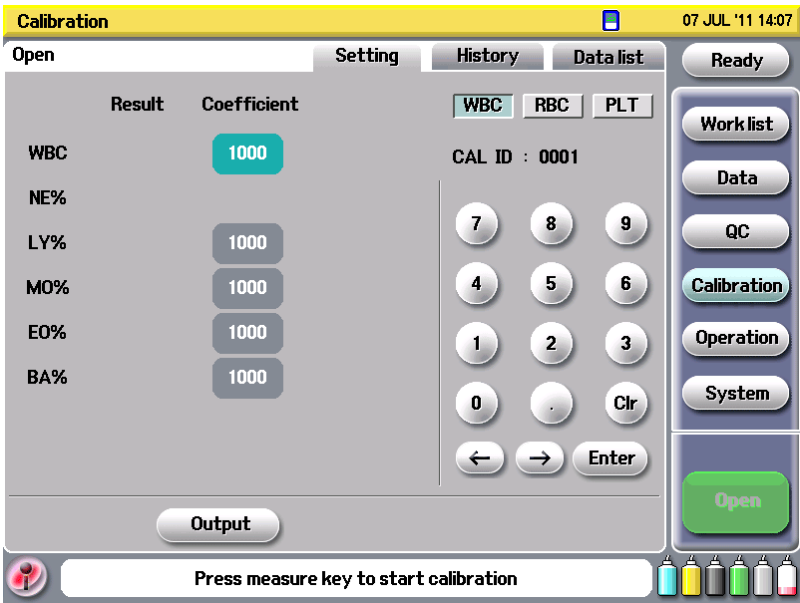 Calibration 07 JUL '11 14:07
Open Setting History Data list Ready
Result Coefficient WBC RBC PLT
Work list
WBC 1000 CAL ID : 0001
Data
NE%
7 8 9
QC
LY% 1000
MO% 1000 4 5 6 Calibration
EO% 1000 1 2 3 Operation
BA% 1000
System
0 . Clr
← → Enter
Open
Output
Press measure key to start calibration